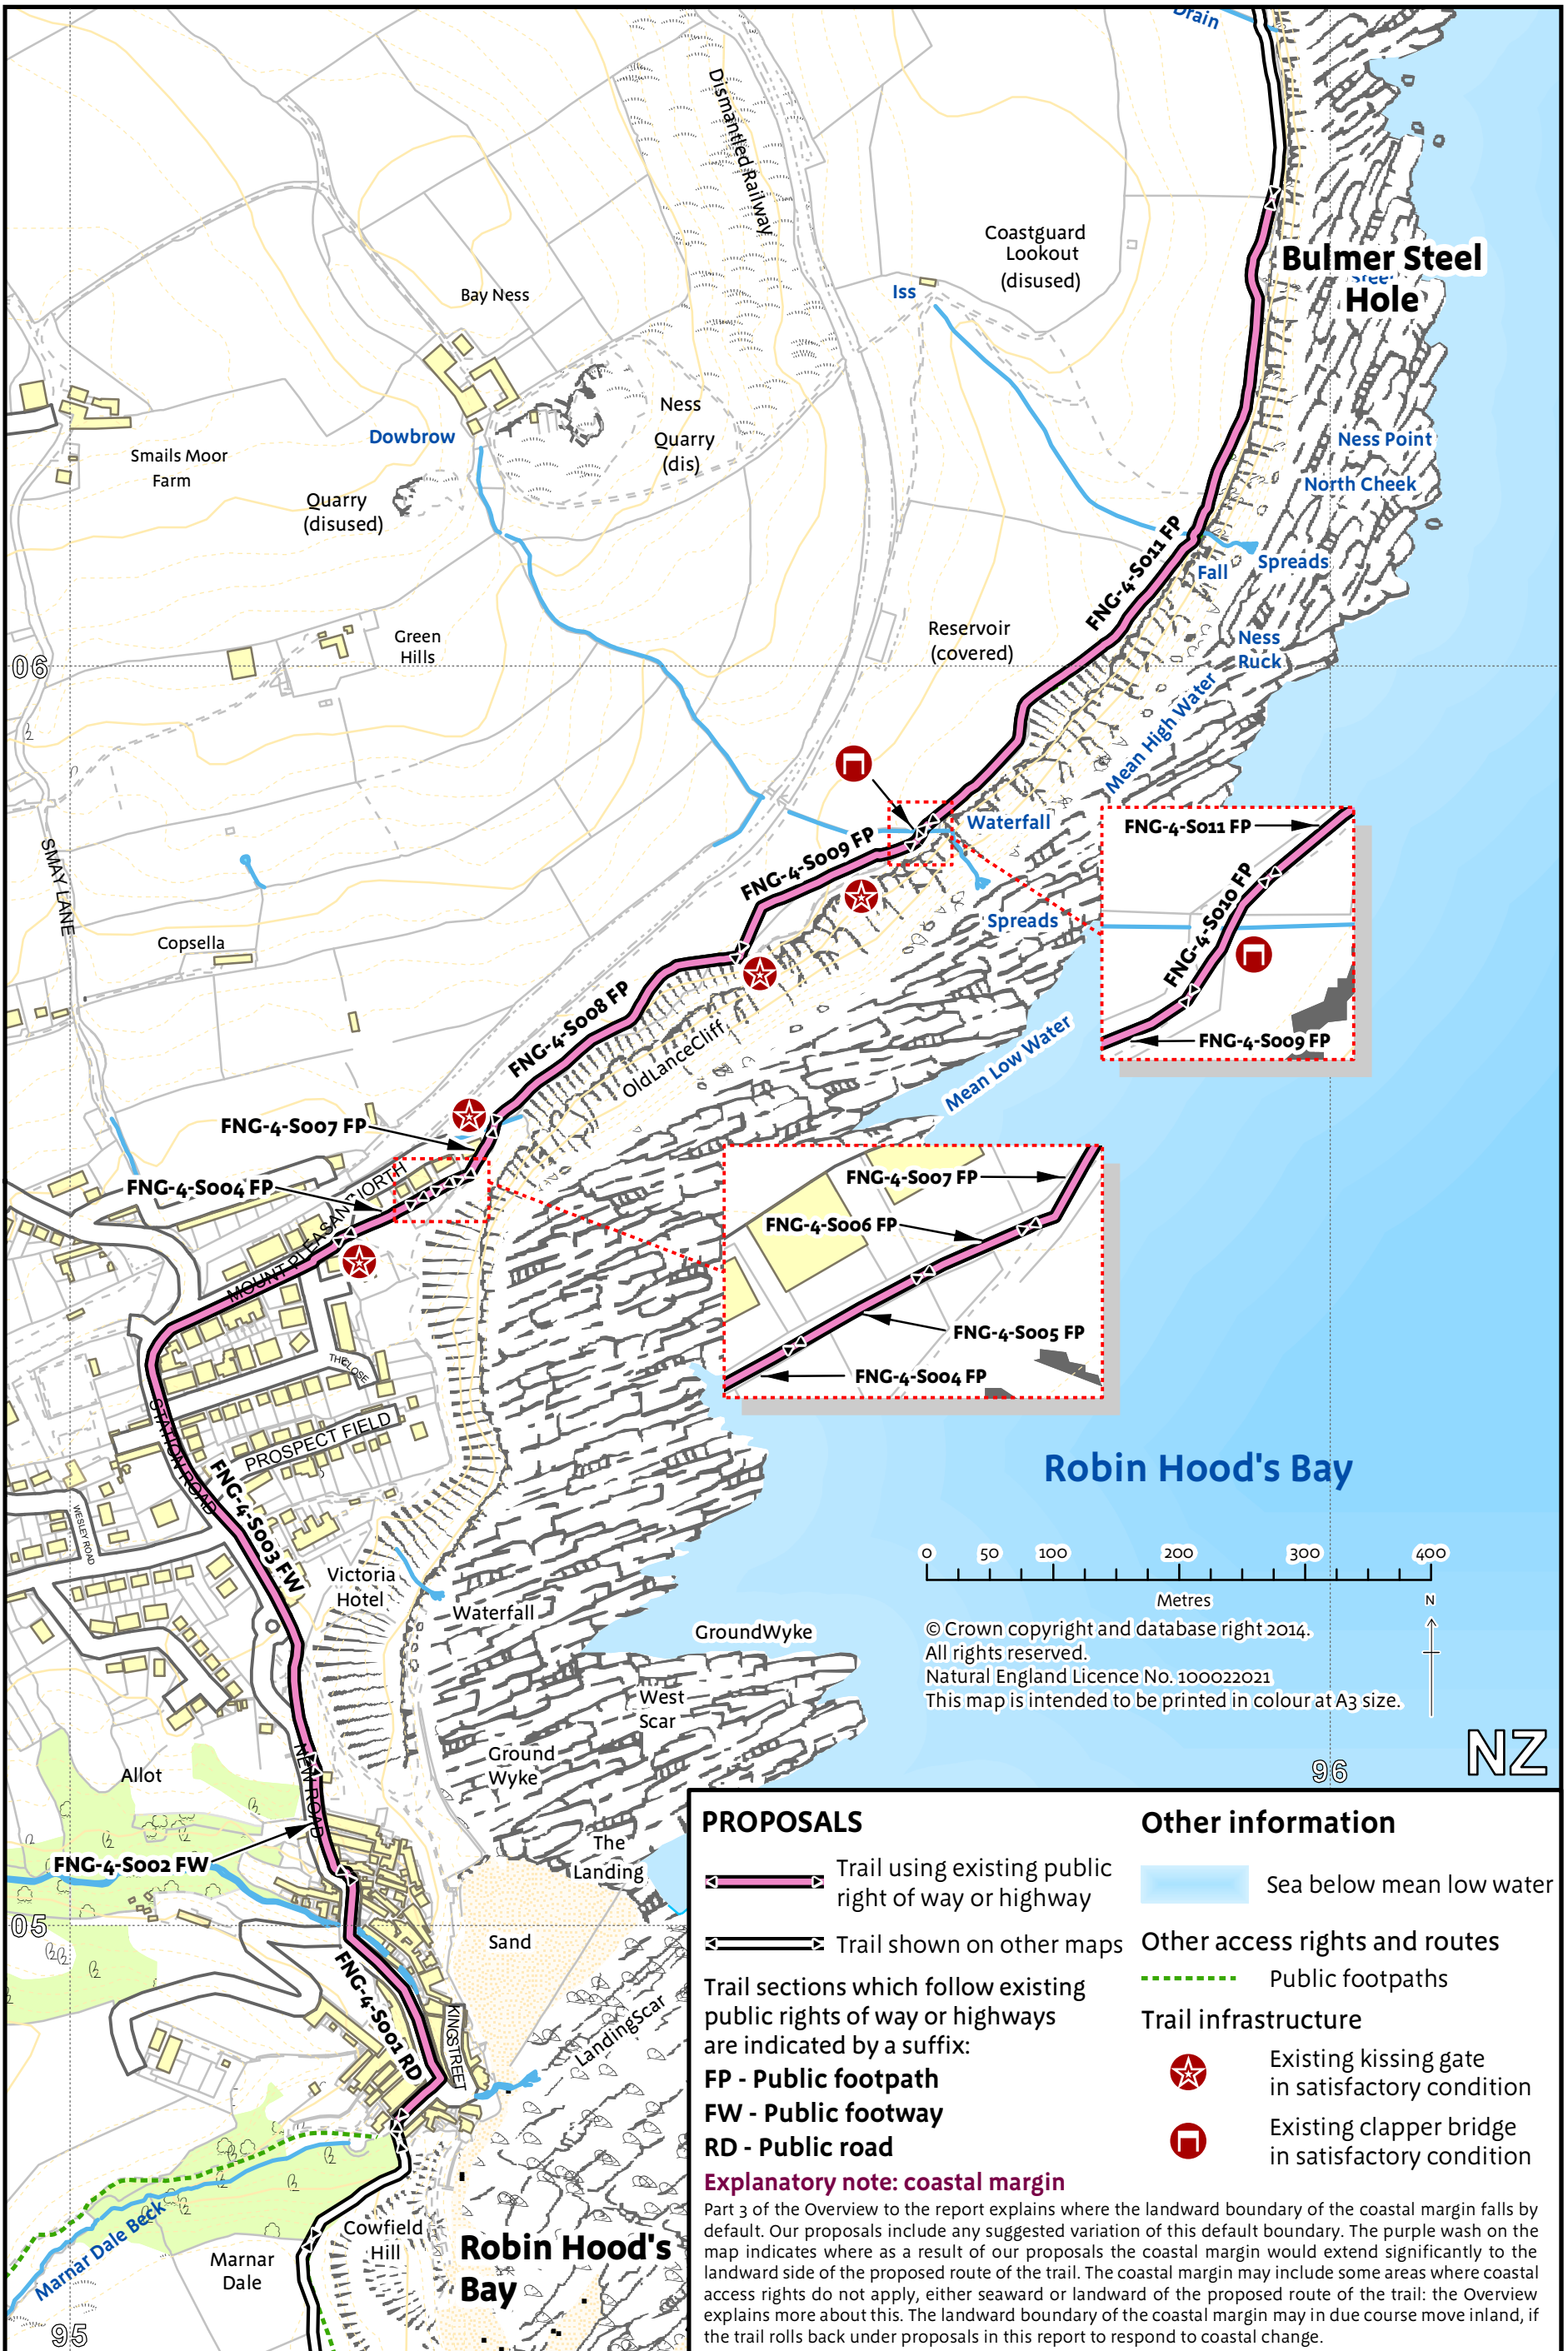 Drain
Dismantled Railway
Coastguard
Lookout
(disused)
Bulmer Steel
Hole
Steel
Iss
Bay Ness
Ness
Quarry
(dis)
Dowbrow
Smails Moor
Farm
Quarry
(disused)
Ness Point
North Cheek
FNG-4-S011 FP
Fall
Spreads
Green
Hills
Reservoir
(covered)
Ness
Ruck
06
Mean High Water
Waterfall
FNG-4-S009 FP
Spreads
FNG-4-S011 FP
FNG-4-S010 FP
FNG-4-S009 FP
SMAY LANE
Copsella
FNG-4-S008 FP
OldLanceCliff
Mean Low Water
FNG-4-S007 FP
FNG-4-S004 FP
MOUNT PLEASANT NORTH
FNG-4-S007 FP
FNG-4-S006 FP
FNG-4-S005 FP
FNG-4-S004 FP
THE CLOSE
PROSPECT FIELD
STATION ROAD
FNG-4-S003 FW
WESLEY ROAD
Robin Hood's Bay
0 50 100 200 300 400
Metres
N
© Crown copyright and database right 2014.
All rights reserved.
Natural England Licence No. 100022021
This map is intended to be printed in colour at A3 size.
Victoria
Hotel
Waterfall
GroundWyke
West
Scar
Ground
Wyke
NZ
96
Allot
NEW ROAD
FNG-4-S002 FW
The
Landing
05
Sand
FNG-4-S001 RD
KINGSTREET
LandingScar
Marnar Dale Beck
Cowfield
Hill
Marnar
Dale
Robin Hood's
Bay
95
PROPOSALS
Trail using existing public
right of way or highway
Trail shown on other maps
Trail sections which follow existing
public rights of way or highways
are indicated by a suffix:
FP - Public footpath
FW - Public footway
RD - Public road
Other information
Sea below mean low water
Other access rights and routes
Public footpaths
Trail infrastructure
Existing kissing gate
in satisfactory condition
Existing clapper bridge
in satisfactory condition
Explanatory note: coastal margin
Part 3 of the Overview to the report explains where the landward boundary of the coastal margin falls by
default. Our proposals include any suggested variation of this default boundary. The purple wash on the
map indicates where as a result of our proposals the coastal margin would extend significantly to the
landward side of the proposed route of the trail. The coastal margin may include some areas where coastal
access rights do not apply, either seaward or landward of the proposed route of the trail: the Overview
explains more about this. The landward boundary of the coastal margin may in due course move inland, if
the trail rolls back under proposals in this report to respond to coastal change.